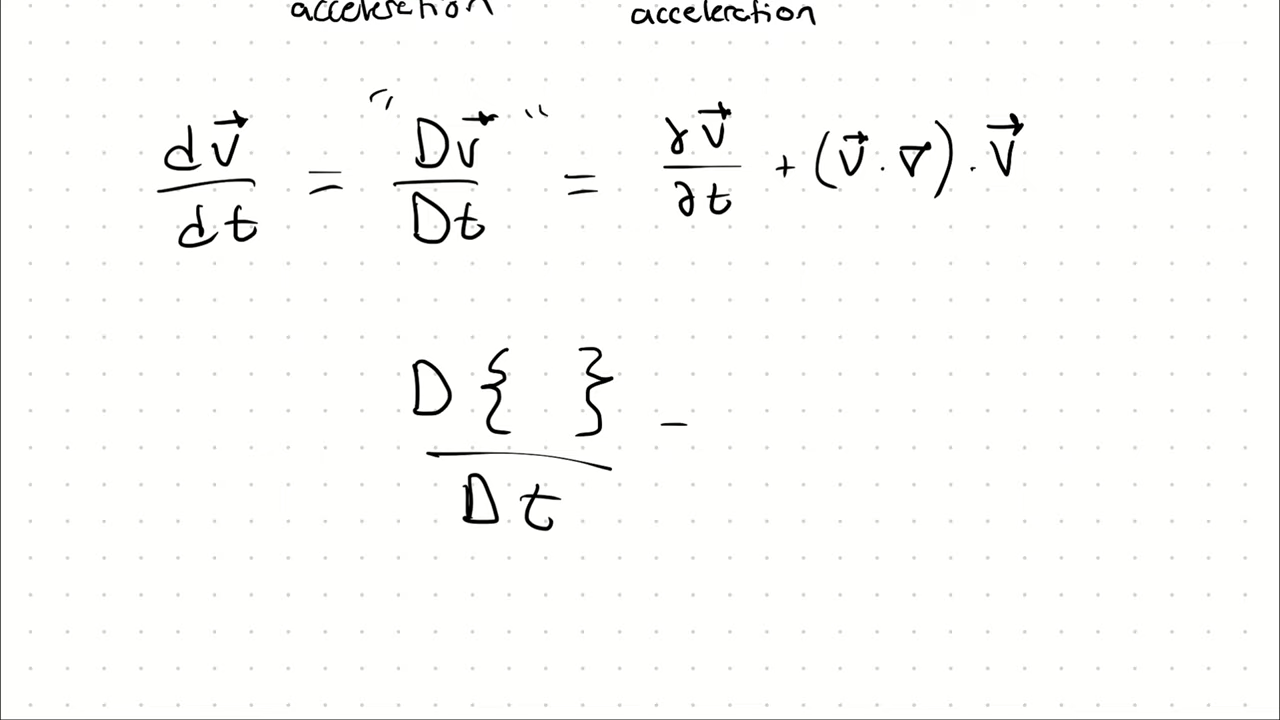 acceleration acceleration
dv⃗/dt = "Dv⃗/Dt" = ∂v⃗/∂t + (v⃗ · ∇) · v⃗
D{ }/Dt –